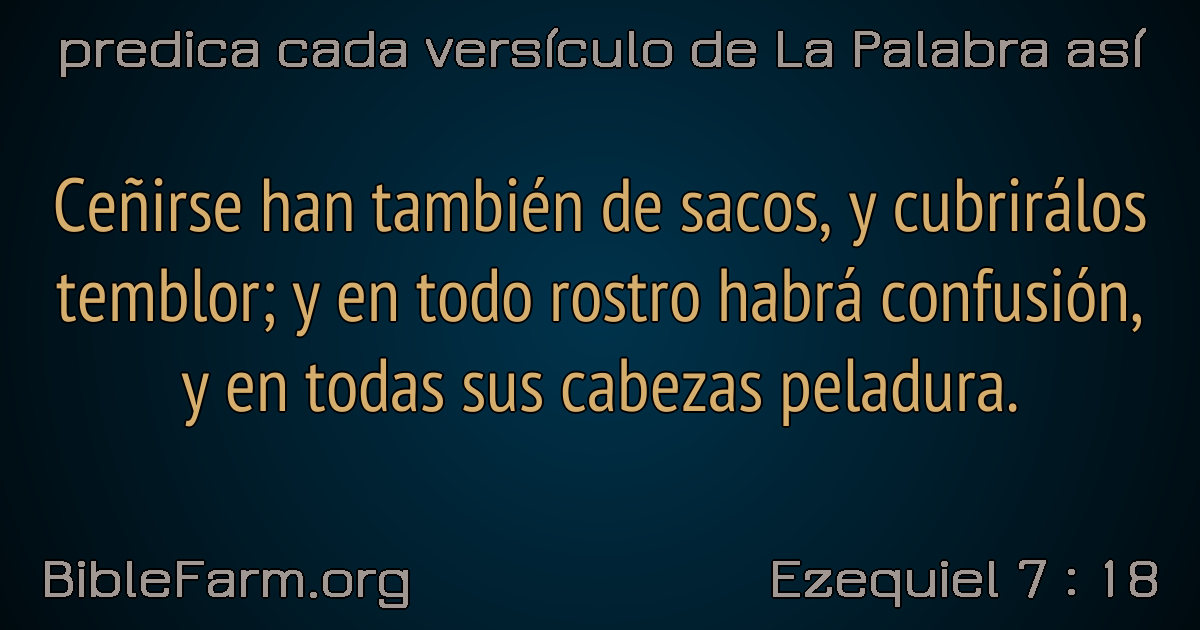 predica cada versículo de La Palabra así
Ceñirse han también de sacos, y cubrirálos
temblor; y en todo rostro habrá confusión,
y en todas sus cabezas peladura.
BibleFarm.org
Ezequiel 7 : 18